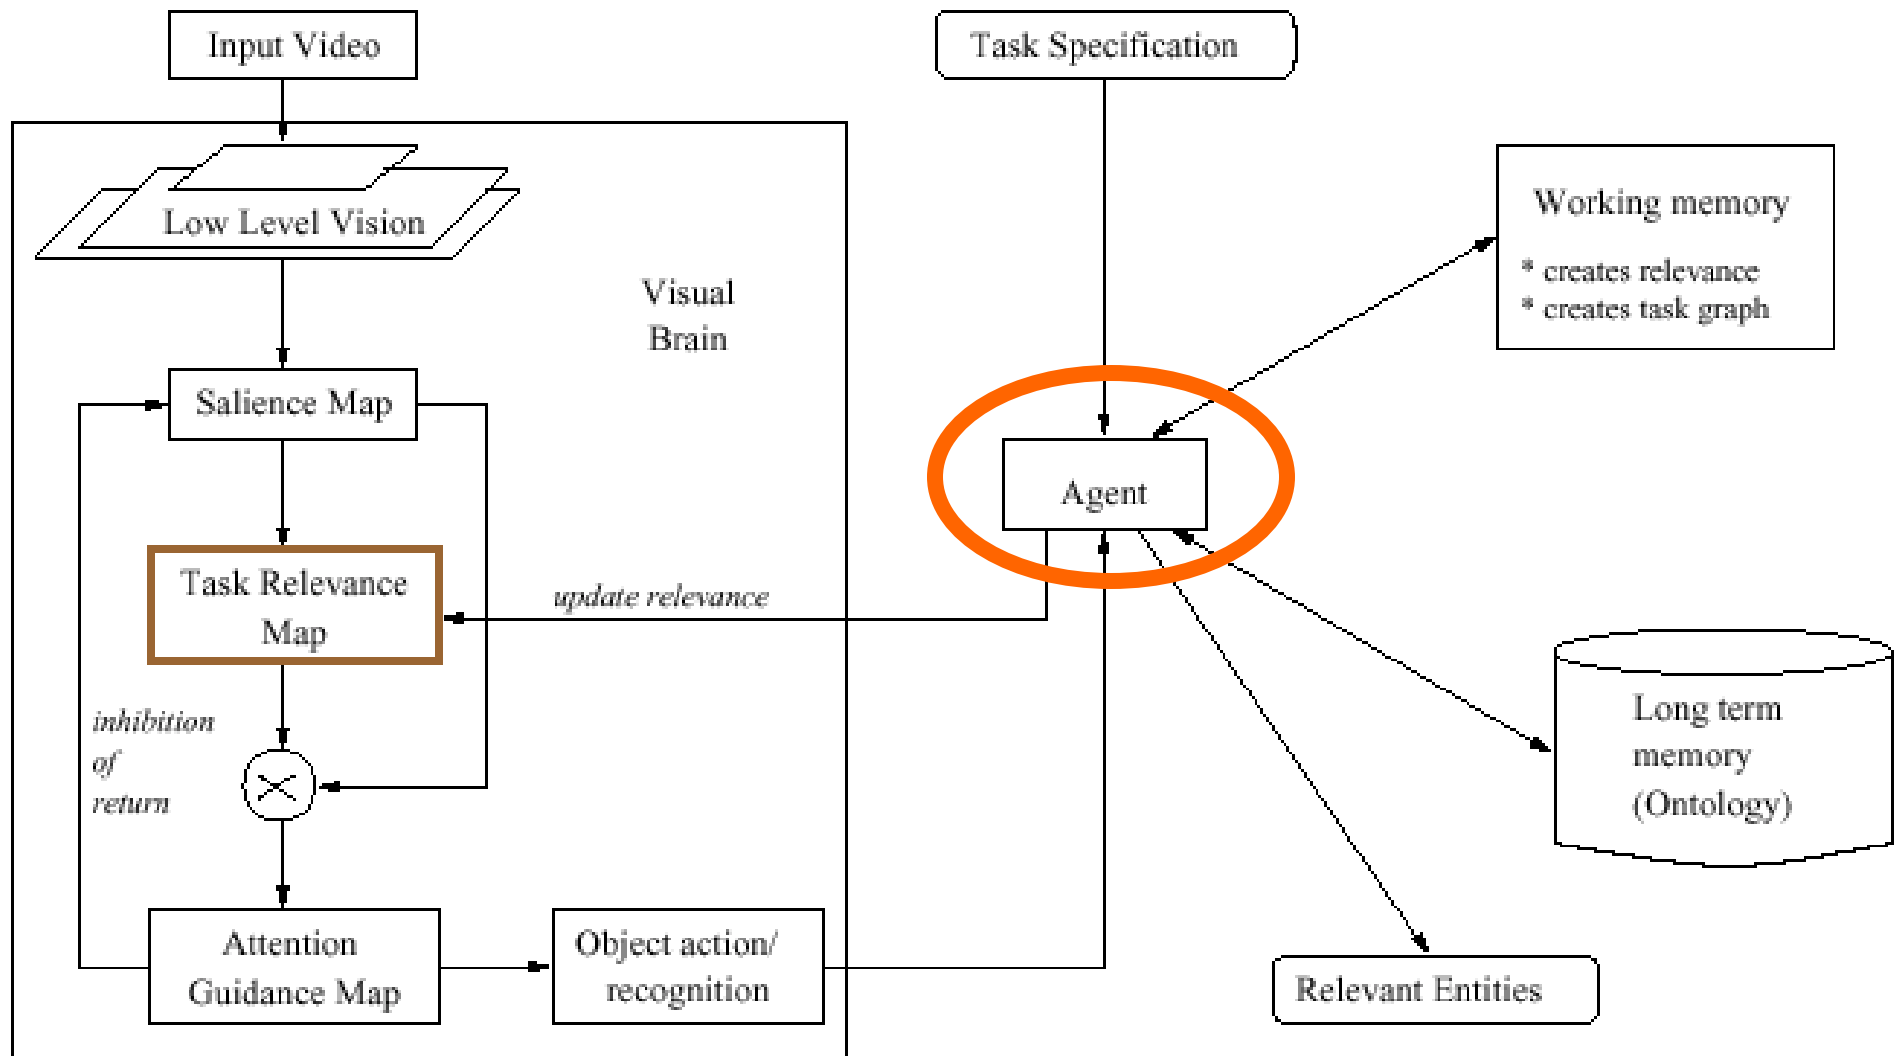 Input Video
Task Specification
Low Level Vision
Visual
Brain
Working memory
* creates relevance
* creates task graph
Salience Map
Agent
Task Relevance
Map
update relevance
inhibition
of
return
Long term
memory
(Ontology)
Attention
Guidance Map
Object action/
recognition
Relevant Entities